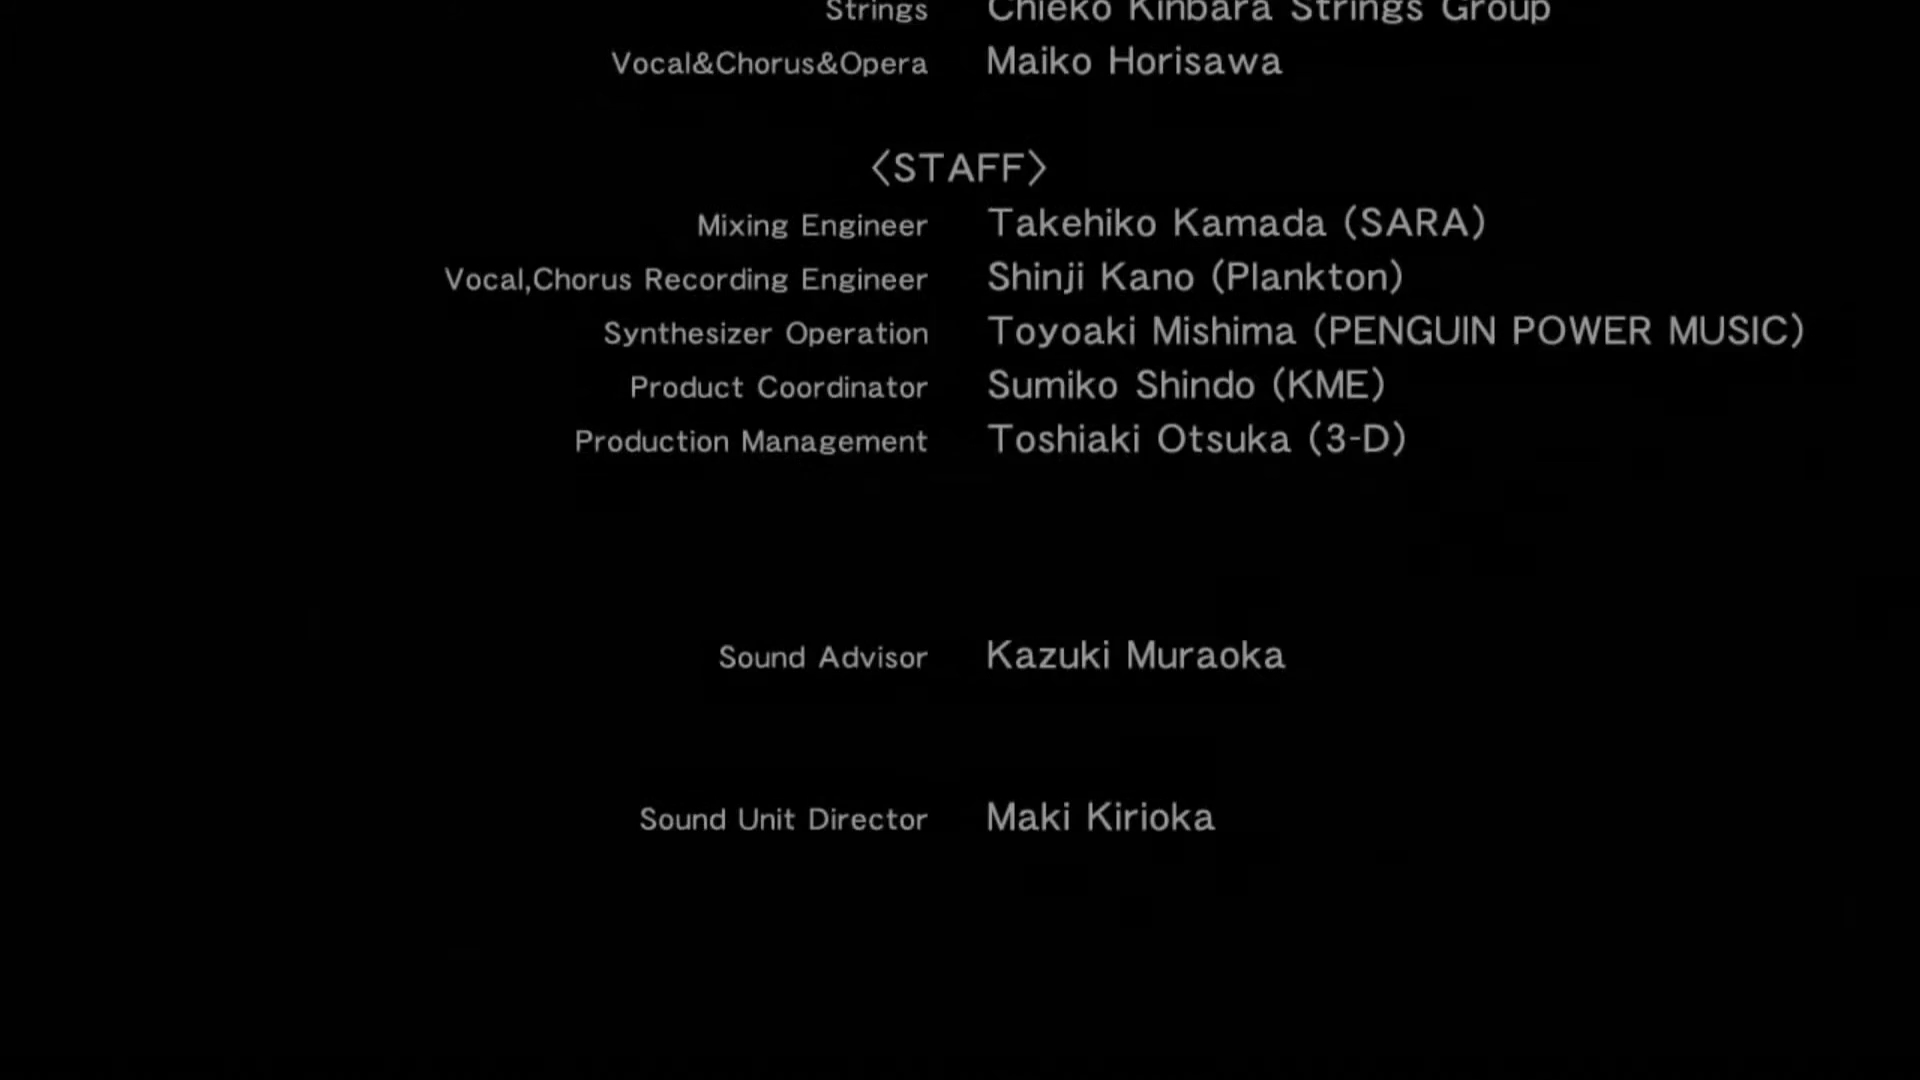 Strings Chieko Kinbara Strings Group
Vocal&Chorus&Opera Maiko Horisawa
〈STAFF〉
Mixing Engineer Takehiko Kamada (SARA)
Vocal,Chorus Recording Engineer Shinji Kano (Plankton)
Synthesizer Operation Toyoaki Mishima (PENGUIN POWER MUSIC)
Product Coordinator Sumiko Shindo (KME)
Production Management Toshiaki Otsuka (3-D)
Sound Advisor Kazuki Muraoka
Sound Unit Director Maki Kirioka